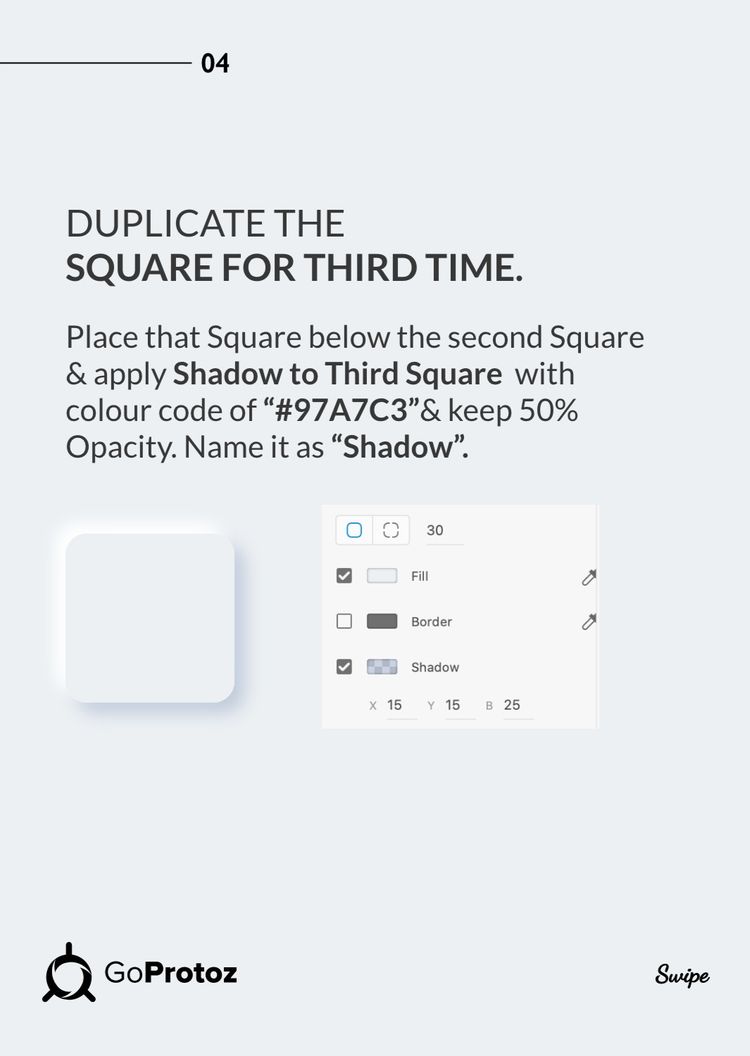 04
DUPLICATE THE
SQUARE FOR THIRD TIME.
Place that Square below the second Square
& apply Shadow to Third Square with
colour code of “#97A7C3”& keep 50%
Opacity. Name it as “Shadow”.
30
Fill
Border
Shadow
X 15 Y 15 B 25
GoProtoz
Swipe